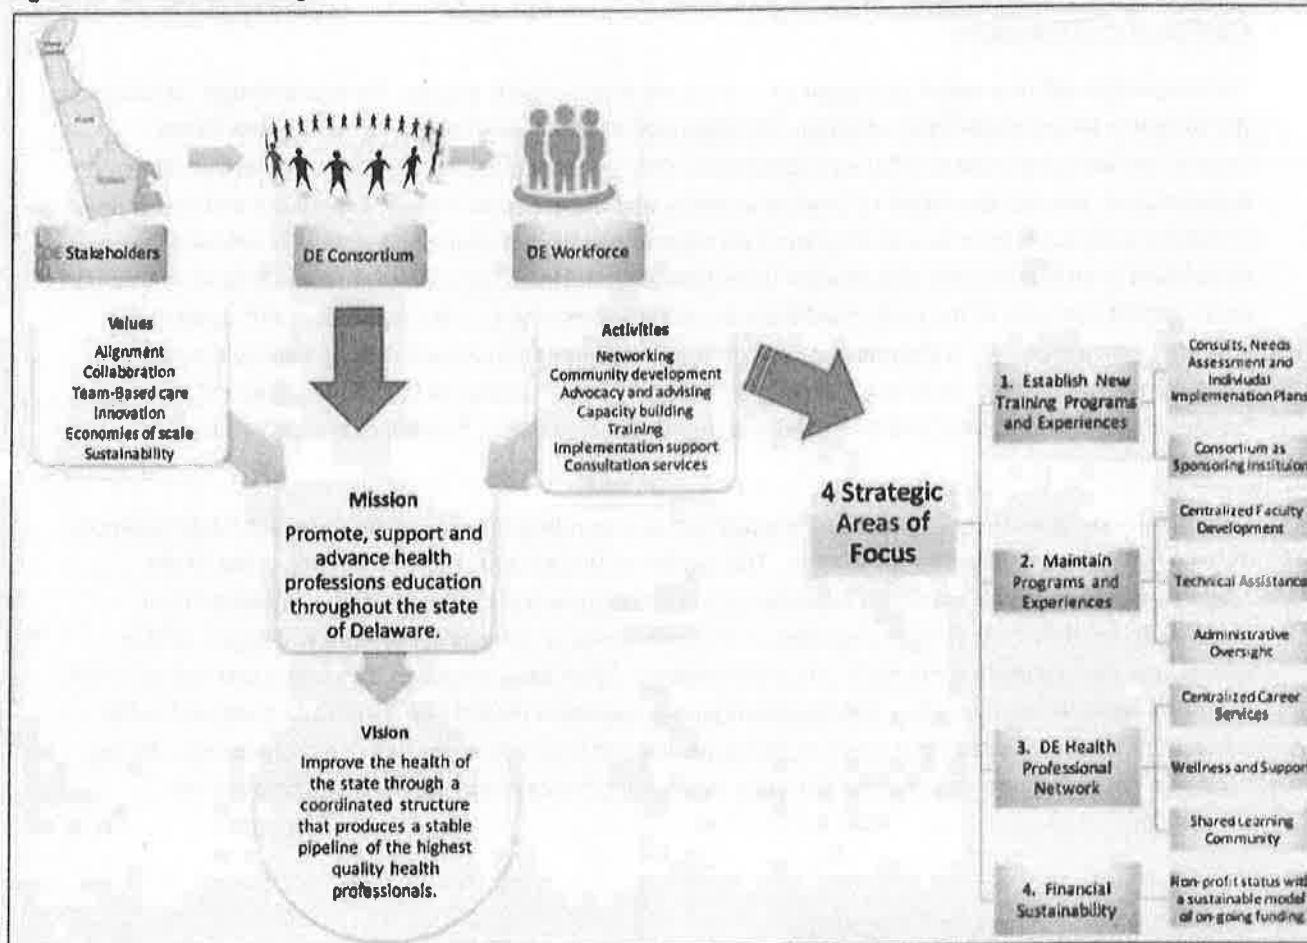 Kent
Sussex
DE Stakeholders
DE Consortium
DE Workforce
Values
Alignment
Collaboration
Team-Based care
Innovation
Economies of scale
Sustainability
Activities
Networking
Community development
Advocacy and advising
Capacity building
Training
Implementation support
Consultation services
Mission
Promote, support and
advance health
professions education
throughout the state
of Delaware.
Vision
Improve the health of
the state through a
coordinated structure
that produces a stable
pipeline of the highest
quality health
professionals.
4 Strategic
Areas of
Focus
1. Establish New
Training Programs
and Experiences
Consults, Needs
Assessment and
Indiviudal
Implemenation Plans
Consortium as
Sponsoring Instituion
2. Maintain
Programs and
Experiences
Centralized Faculty
Development
Technical Assistance
Administrative
Oversight
3. DE Health
Professional
Network
Centralized Career
Services
Wellness and Support
Shared Learning
Community
4. Financial
Sustainability
Non-profit status with
a sustainable model
of on-going funding